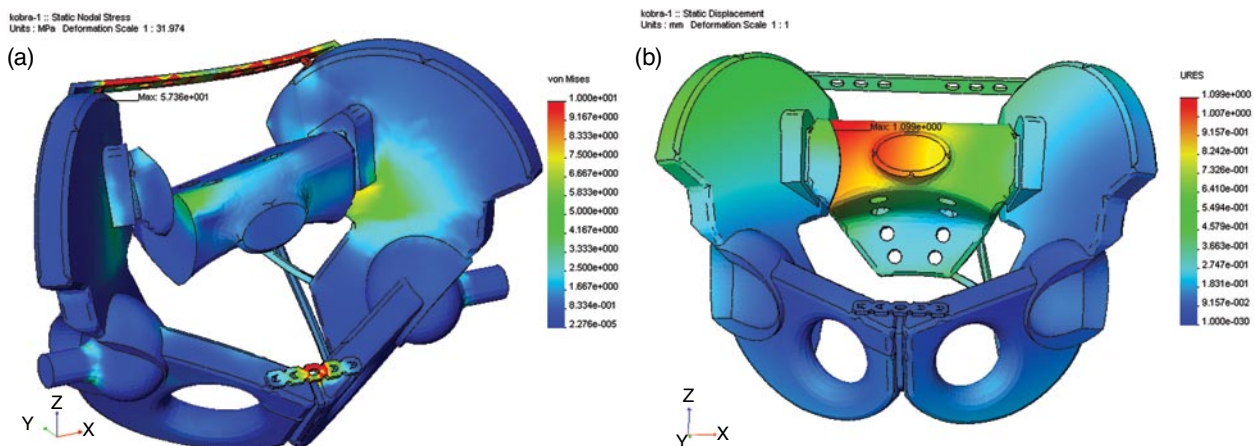 kobra-1 :: Static Nodal Stress
Units : MPa Deformation Scale 1 : 31.974
(a)
Max: 5.736e+001
von Mises
1.000e+001
9.167e+000
8.333e+000
7.500e+000
6.667e+000
5.833e+000
5.000e+000
4.167e+000
3.333e+000
2.500e+000
1.667e+000
8.334e-001
2.276e-005
Z
Y
X
kobra-1 :: Static Displacement
Units : mm Deformation Scale 1 : 1
(b)
Max: 1.099e+000
URES
1.099e+000
1.007e+000
9.157e-001
8.242e-001
7.326e-001
6.410e-001
5.494e-001
4.579e-001
3.663e-001
2.747e-001
1.831e-001
9.157e-002
1.000e-030
Z
Y
X